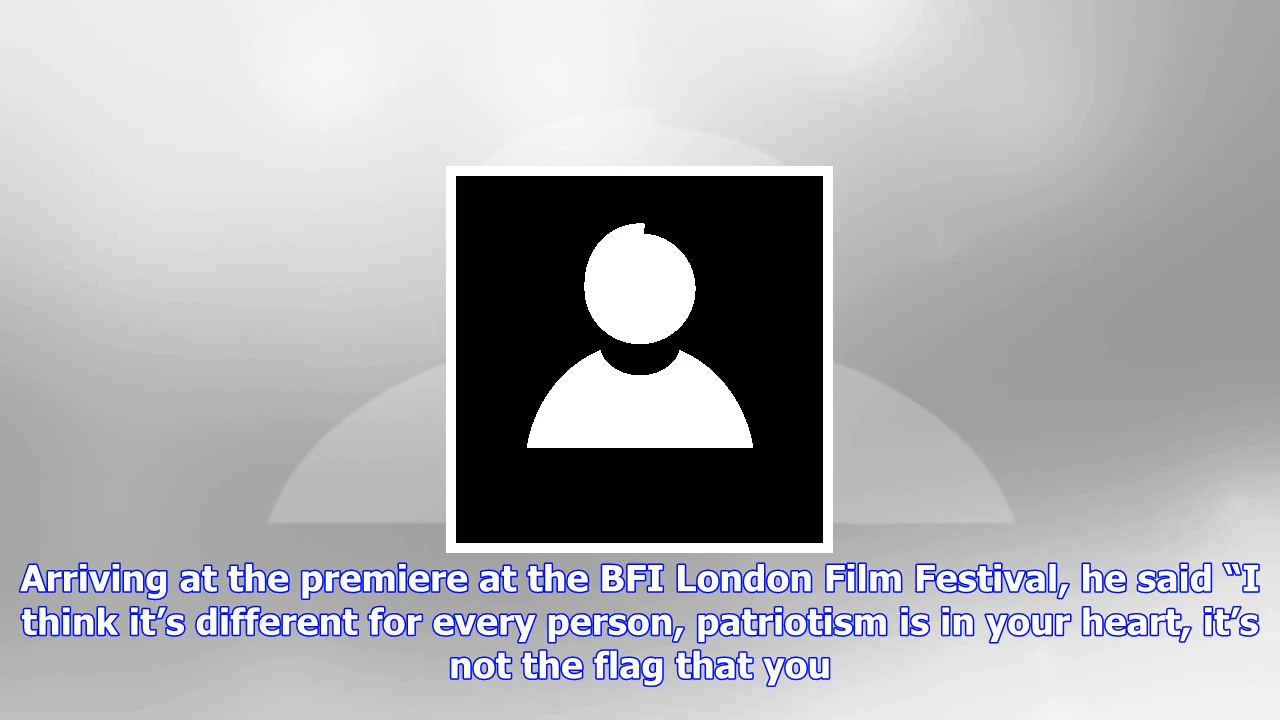 Arriving at the premiere at the BFI London Film Festival, he said “I
think it’s different for every person, patriotism is in your heart, it’s
not the flag that you